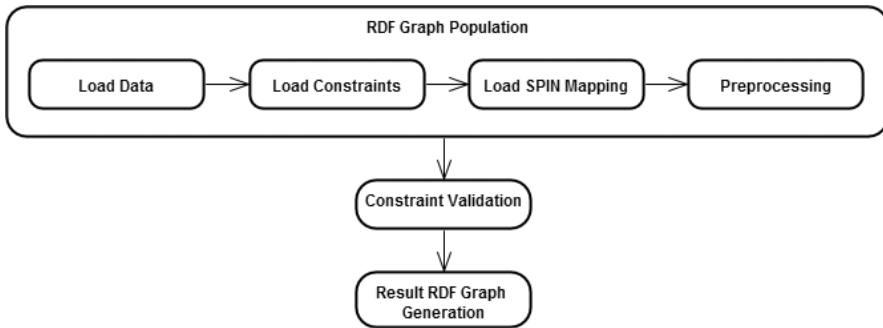 RDF Graph Population
Load Data
Load Constraints
Load SPIN Mapping
Preprocessing
Constraint Validation
Result RDF Graph
Generation